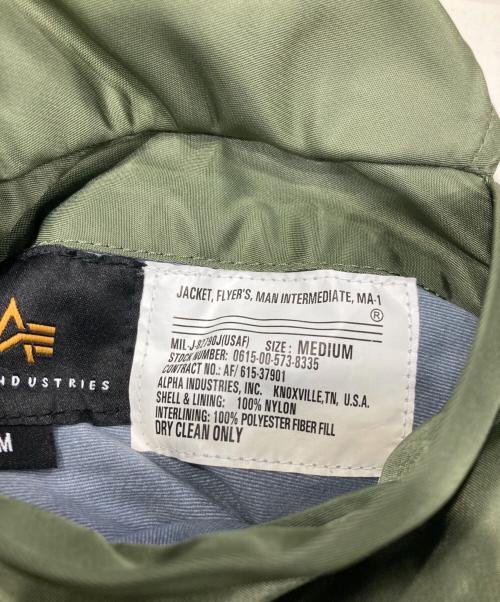 JACKET, FLYER'S, MAN INTERMEDIATE, MA-1
®
MIL-J-8279OJ(USAF) SIZE : MEDIUM
STOCK NUMBER: 0615-00-573-8335
CONTRACT NO.: AF/ 615-37901
ALPHA INDUSTRIES, INC. KNOXVILLE,TN, U.S.A.
SHELL & LINING: 100% NYLON
INTERLINING: 100% POLYESTER FIBER FILL
DRY CLEAN ONLY
INDUSTRIES
M